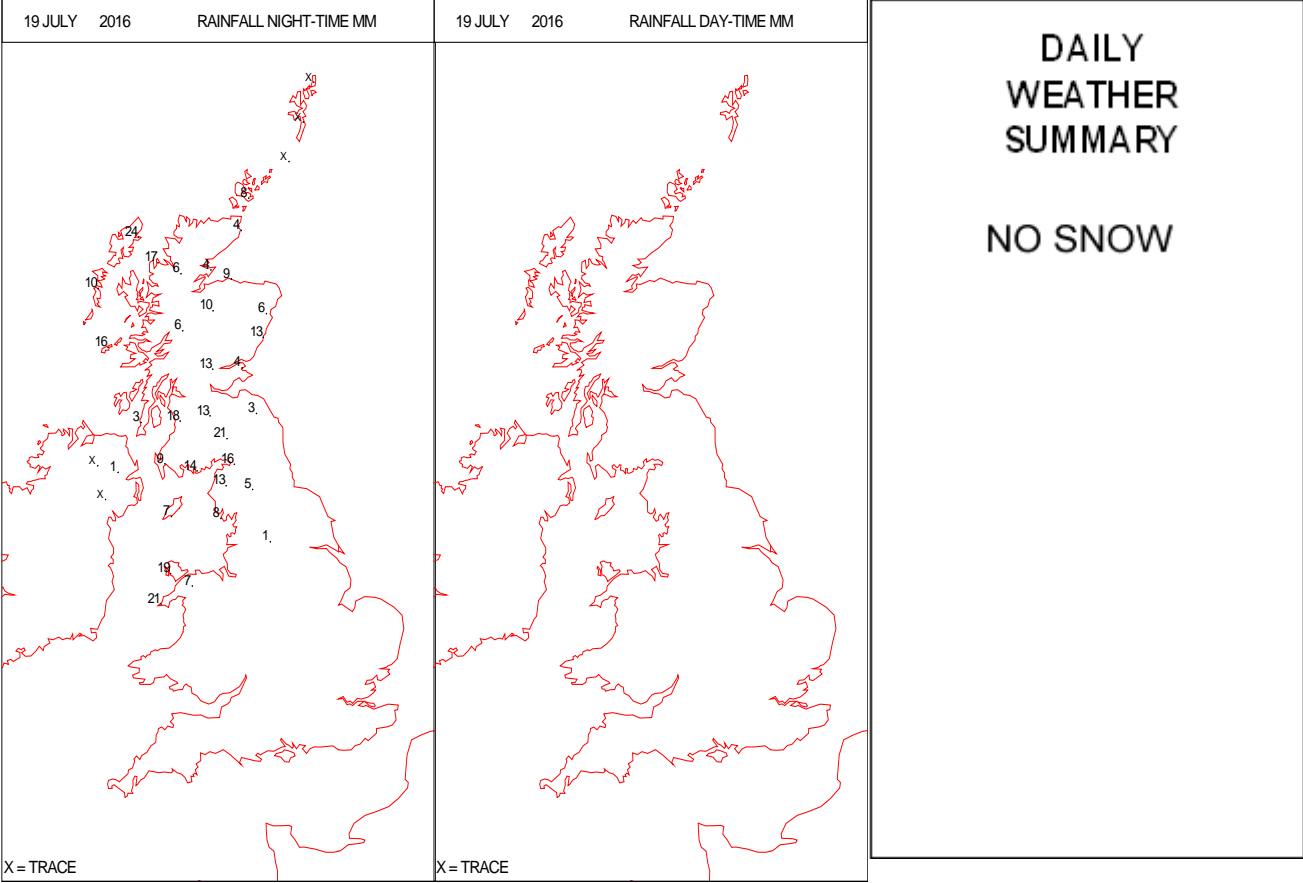 19 JULY 2016 RAINFALL NIGHT-TIME MM
X
X
X
8
24 4
17
6 4 9
10
10 6
6 13
16
13 4
3 18 13 3
21
X 1 9 14 16
13 5
X
7 8
1
19
7
21
X = TRACE
19 JULY 2016 RAINFALL DAY-TIME MM
X = TRACE
DAILY
WEATHER
SUMMARY
NO SNOW